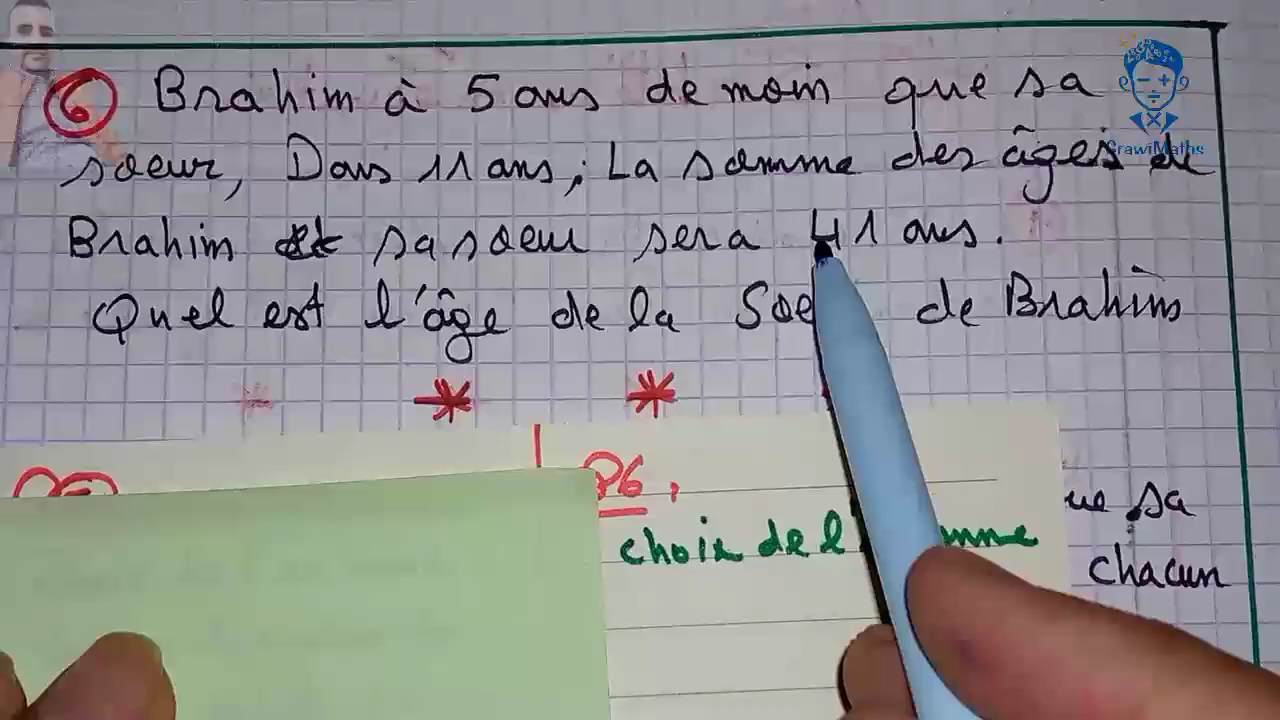 6 Brahim à 5 ans de moin que sa
soeur, Dans 11 ans, La somme des âges de
Brahim et sa soeur sera 41 ans.
Quel est l'âge de la Soe de Brahim
P6,
choix de l
ue sa
chacun
GrawiMaths